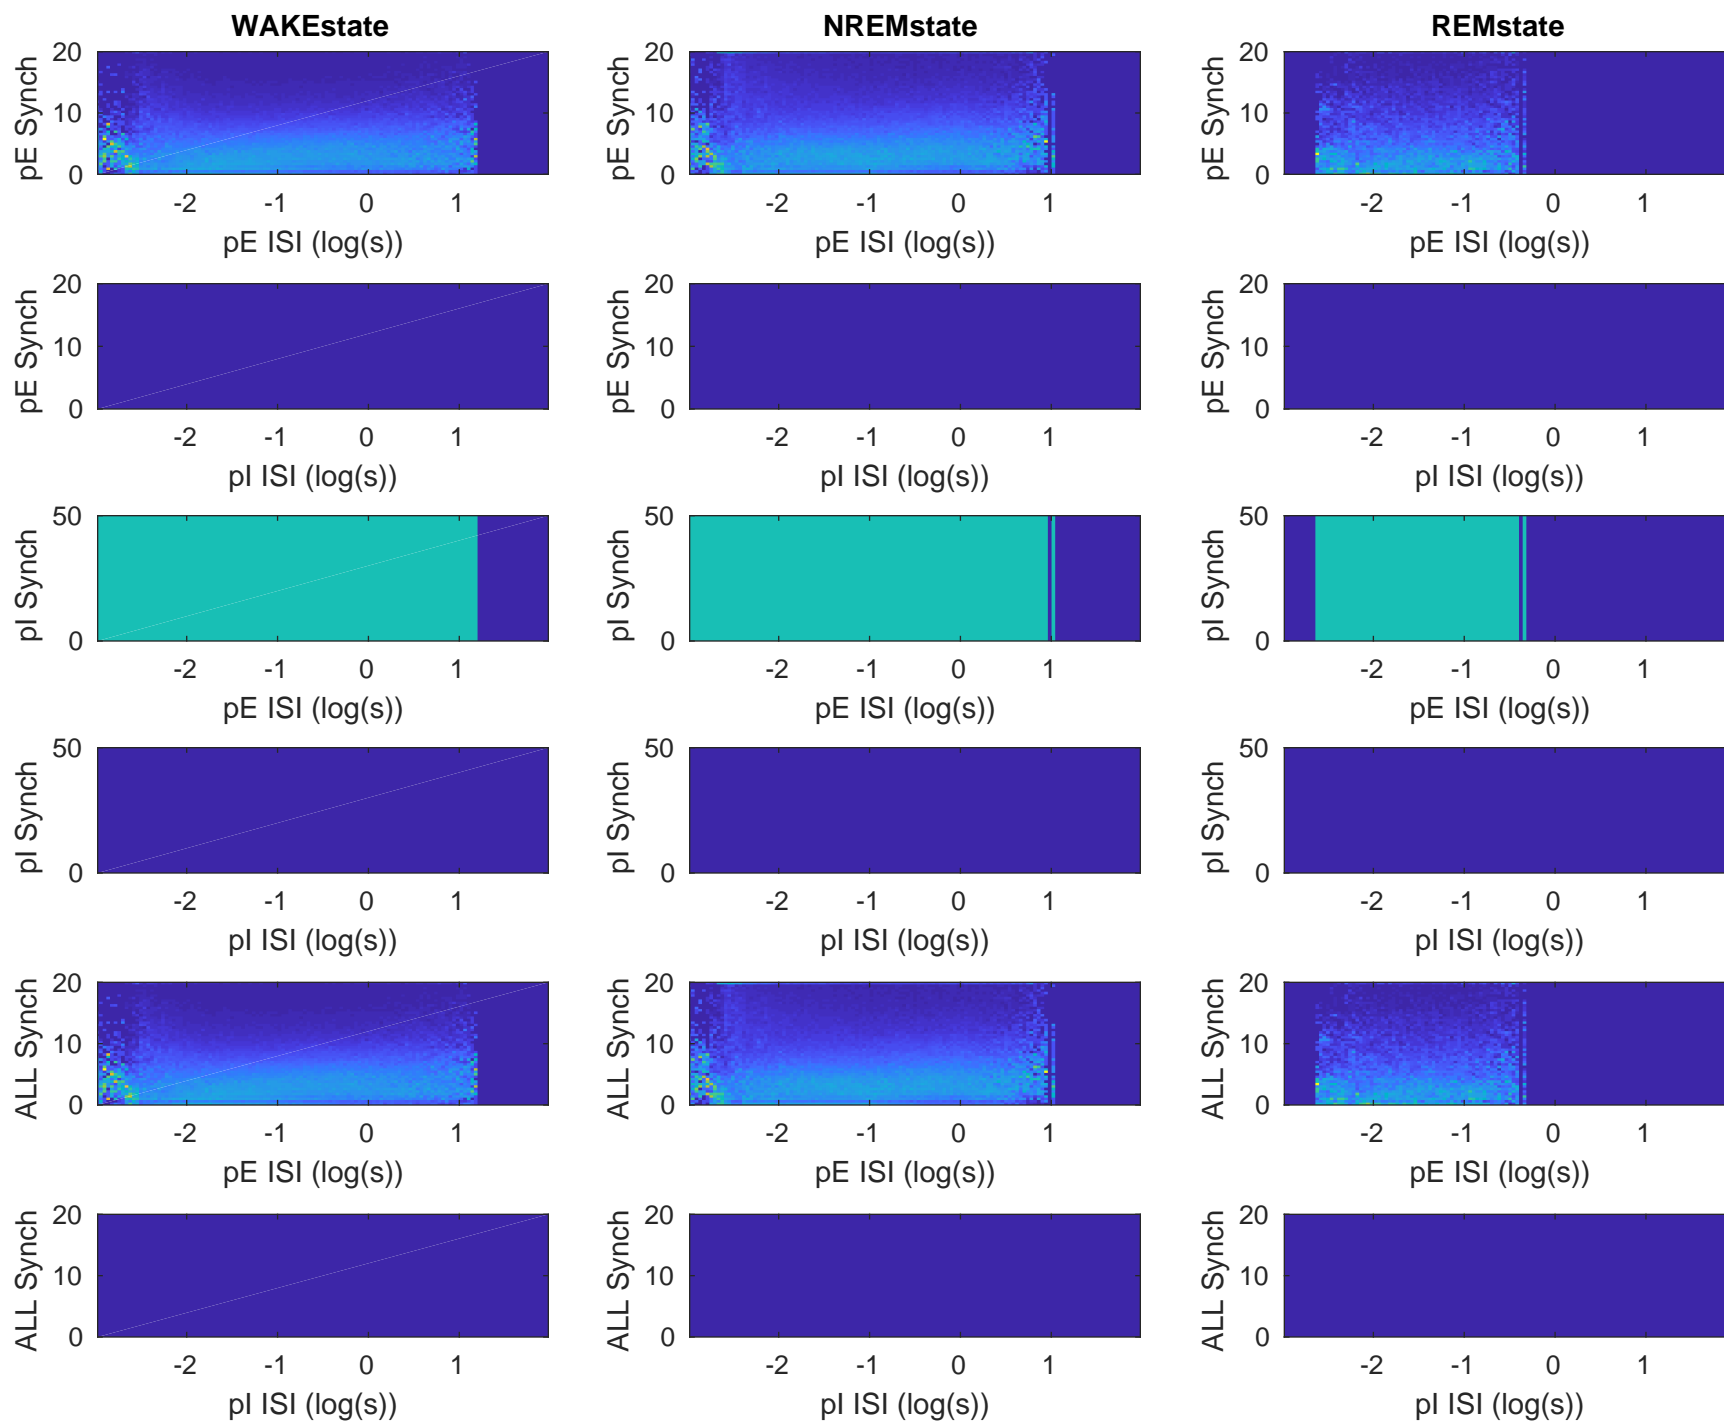 WAKEstate NREMstate REMstate
20 20 20
pE Synch pE Synch pE Synch
10 10 10
0 0 0
-2 -1 0 1 -2 -1 0 1 -2 -1 0 1
pE ISI (log(s)) pE ISI (log(s)) pE ISI (log(s))
20 20 20
pE Synch pE Synch pE Synch
10 10 10
0 0 0
-2 -1 0 1 -2 -1 0 1 -2 -1 0 1
pI ISI (log(s)) pI ISI (log(s)) pI ISI (log(s))
50 50 50
pI Synch pI Synch pI Synch
0 0 0
-2 -1 0 1 -2 -1 0 1 -2 -1 0 1
pE ISI (log(s)) pE ISI (log(s)) pE ISI (log(s))
50 50 50
pI Synch pI Synch pI Synch
0 0 0
-2 -1 0 1 -2 -1 0 1 -2 -1 0 1
pI ISI (log(s)) pI ISI (log(s)) pI ISI (log(s))
20 20 20
ALL Synch ALL Synch ALL Synch
10 10 10
0 0 0
-2 -1 0 1 -2 -1 0 1 -2 -1 0 1
pE ISI (log(s)) pE ISI (log(s)) pE ISI (log(s))
20 20 20
ALL Synch ALL Synch ALL Synch
10 10 10
0 0 0
-2 -1 0 1 -2 -1 0 1 -2 -1 0 1
pI ISI (log(s)) pI ISI (log(s)) pI ISI (log(s))